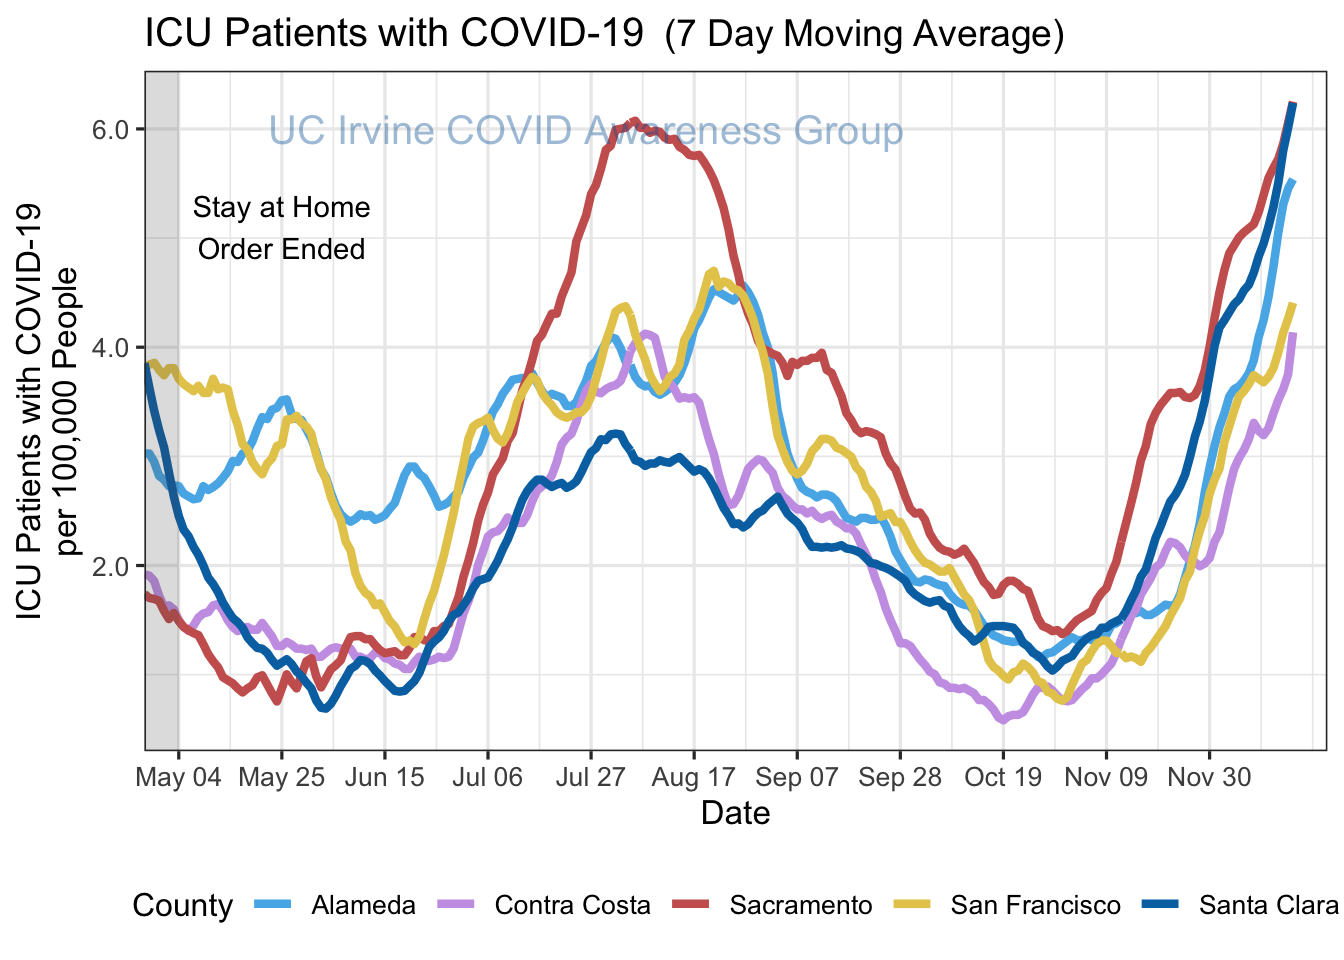 ICU Patients with COVID-19 (7 Day Moving Average)
UC Irvine COVID Awareness Group
Stay at Home
Order Ended
ICU Patients with COVID-19
per 100,000 People
6.0
4.0
2.0
May 04 May 25 Jun 15 Jul 06 Jul 27 Aug 17 Sep 07 Sep 28 Oct 19 Nov 09 Nov 30
Date
County Alameda Contra Costa Sacramento San Francisco Santa Clara